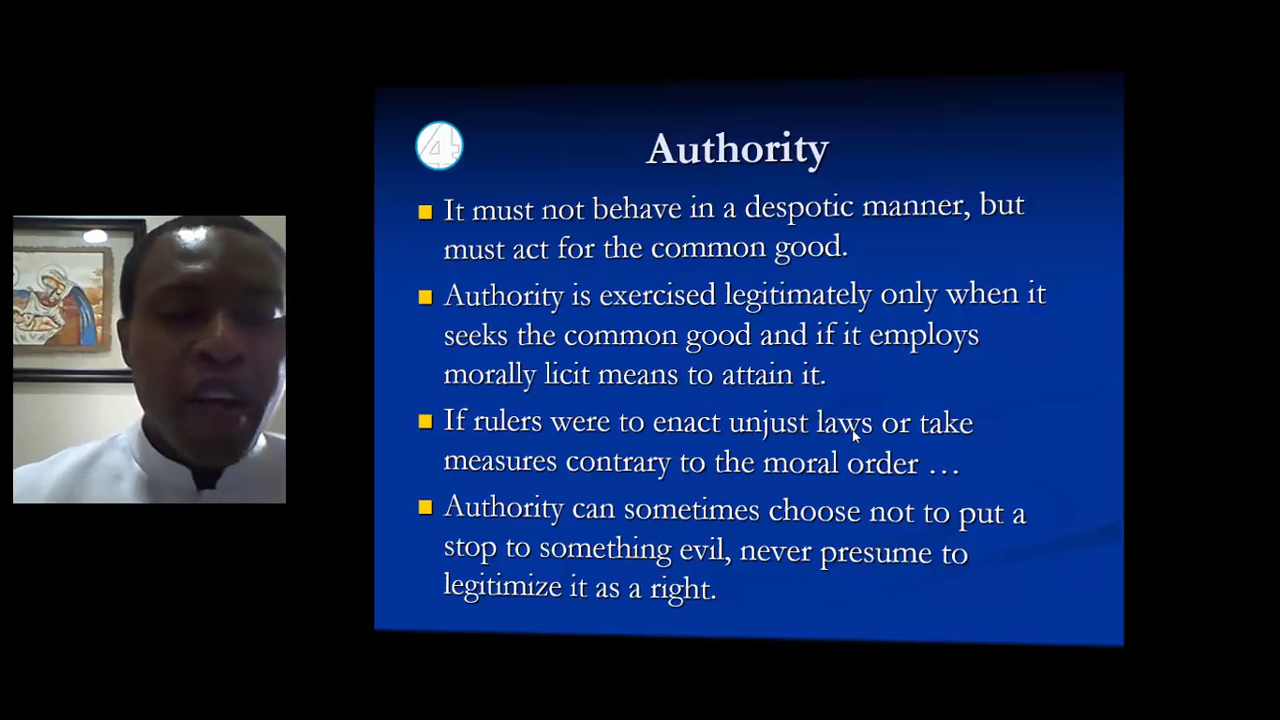 4
Authority
It must not behave in a despotic manner, but
must act for the common good.
Authority is exercised legitimately only when it
seeks the common good and if it employs
morally licit means to attain it.
If rulers were to enact unjust laws or take
measures contrary to the moral order …
Authority can sometimes choose not to put a
stop to something evil, never presume to
legitimize it as a right.